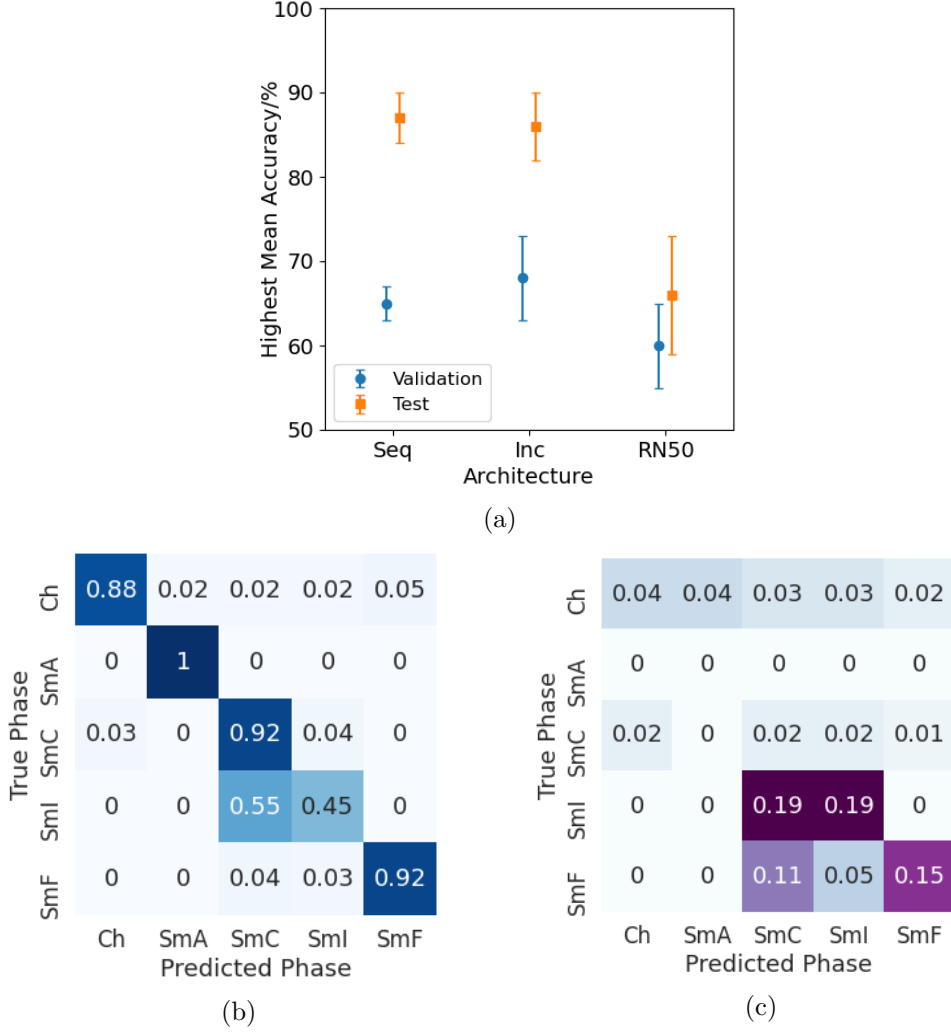 100
90
80
70
60
50
Highest Mean Accuracy/%
Validation
Test
Seq Inc RN50
Architecture
(a)
True Phase
Ch 0.88 0.02 0.02 0.02 0.05
SmA 0 1 0 0 0
SmC 0.03 0 0.92 0.04 0
SmI 0 0 0.55 0.45 0
SmF 0 0 0.04 0.03 0.92
Ch SmA SmC SmI SmF
Predicted Phase
(b)
True Phase
Ch 0.04 0.04 0.03 0.03 0.02
SmA 0 0 0 0 0
SmC 0.02 0 0.02 0.02 0.01
SmI 0 0 0.19 0.19 0
SmF 0 0 0.11 0.05 0.15
Ch SmA SmC SmI SmF
Predicted Phase
(c)